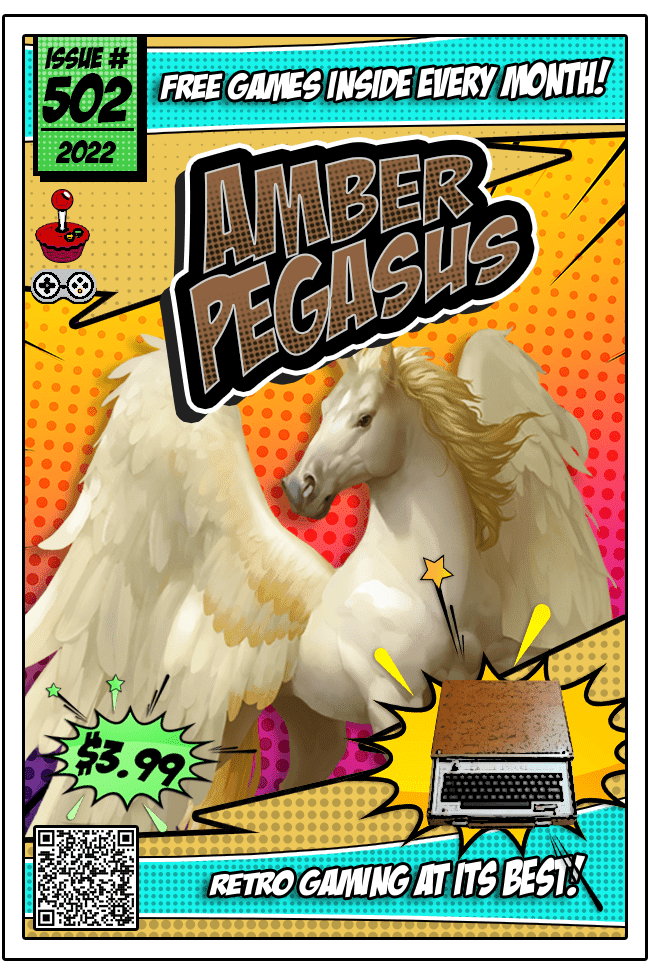 ISSUE #
502
2022
FREE GAMES INSIDE EVERY MONTH!
AMBER
PEGASUS
$3.99
RETRO GAMING AT ITS BEST!